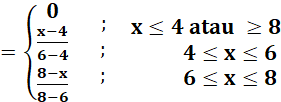 = { 0 ; x ≤ 4 atau ≥ 8
x−4/6−4 ; 4 ≤ x ≤ 6
8−x/8−6 ; 6 ≤ x ≤ 8